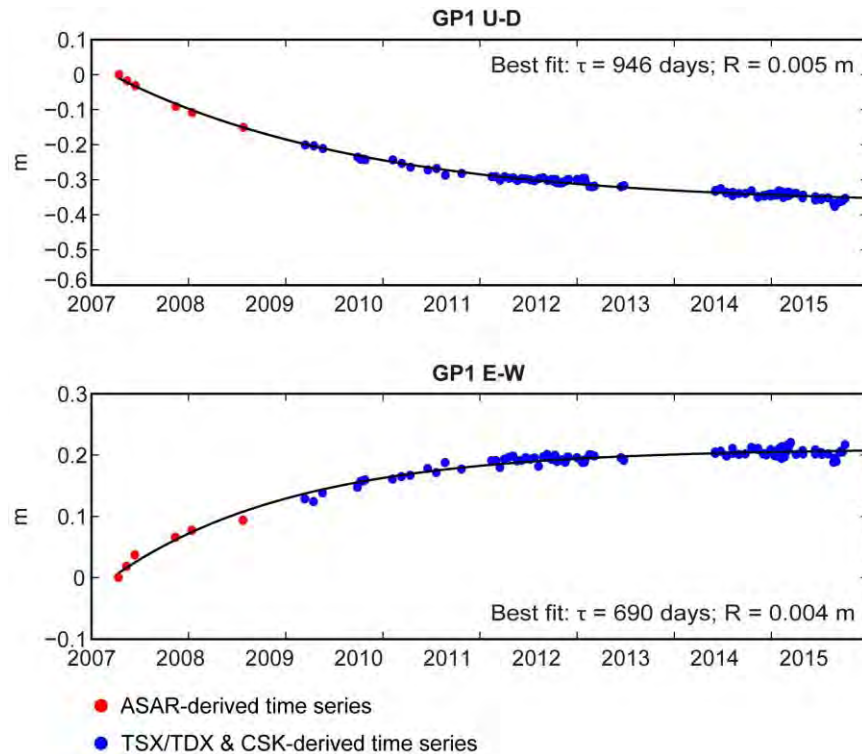 GP1 U-D
0.1
0
−0.1
−0.2
−0.3
−0.4
−0.5
−0.6
m
Best fit: τ = 946 days; R = 0.005 m
2007 2008 2009 2010 2011 2012 2013 2014 2015
GP1 E-W
0.3
0.2
0.1
0
−0.1
m
Best fit: τ = 690 days; R = 0.004 m
2007 2008 2009 2010 2011 2012 2013 2014 2015
ASAR-derived time series
TSX/TDX & CSK-derived time series